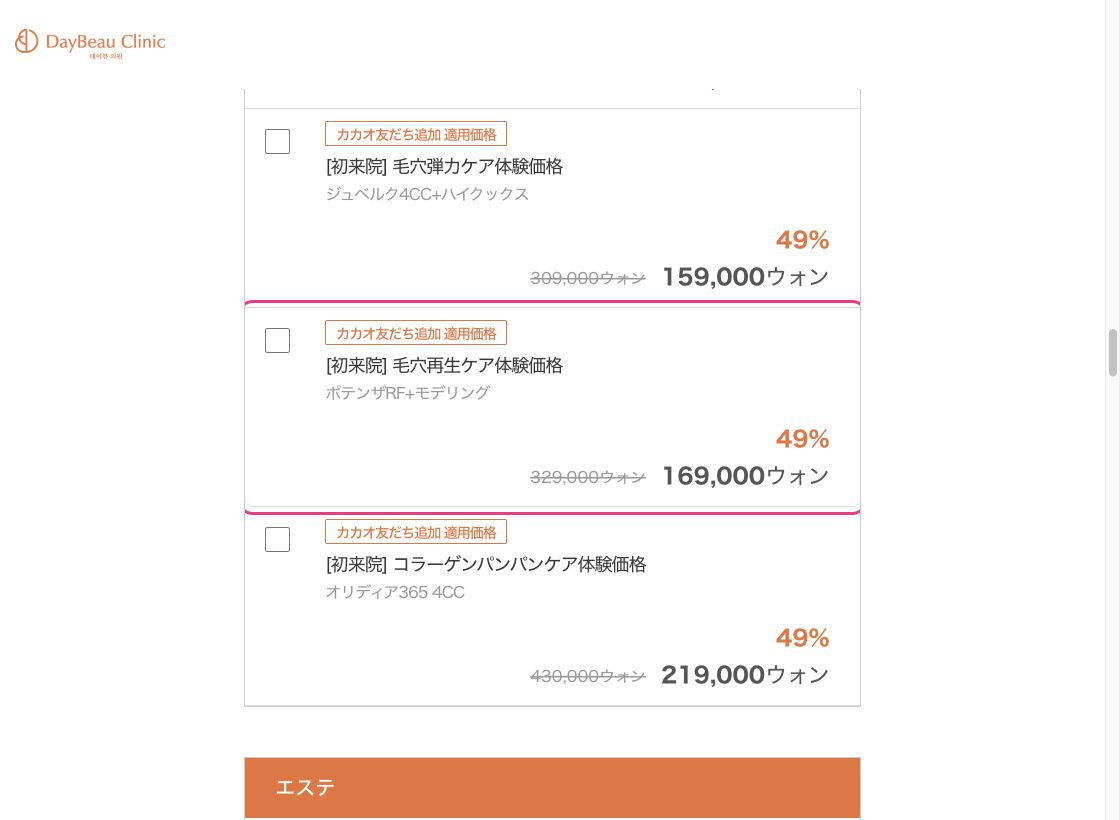 DayBeau Clinic
데이뷰 의원
カカオ友だち追加 適用価格
[初来院] 毛穴弾力ケア体験価格
ジュベルク4CC+ハイクックス
49%
309,000ウォン 159,000ウォン
カカオ友だち追加 適用価格
[初来院] 毛穴再生ケア体験価格
ポテンザRF+モデリング
49%
329,000ウォン 169,000ウォン
カカオ友だち追加 適用価格
[初来院] コラーゲンパンパンケア体験価格
オリディア365 4CC
49%
430,000ウォン 219,000ウォン
エステ